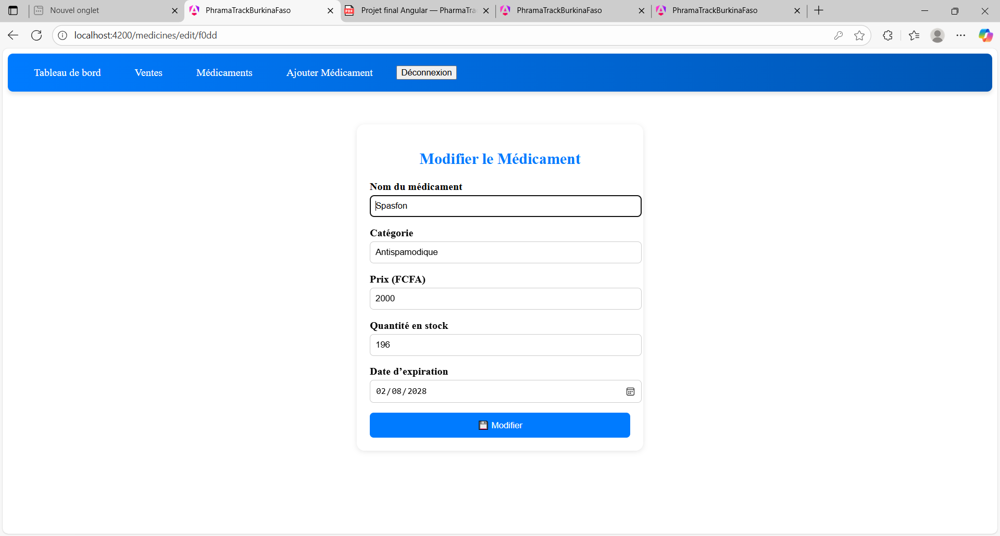 Nouvel onglet
PhramaTrackBurkinaFaso
Projet final Angular — PharmaTra
PhramaTrackBurkinaFaso
PhramaTrackBurkinaFaso
localhost:4200/medicines/edit/f0dd
Tableau de bord
Ventes
Médicaments
Ajouter Médicament
Déconnexion
Modifier le Médicament
Nom du médicament
Spasfon
Catégorie
Antispamodique
Prix (FCFA)
2000
Quantité en stock
196
Date d’expiration
02/08/2028
Modifier